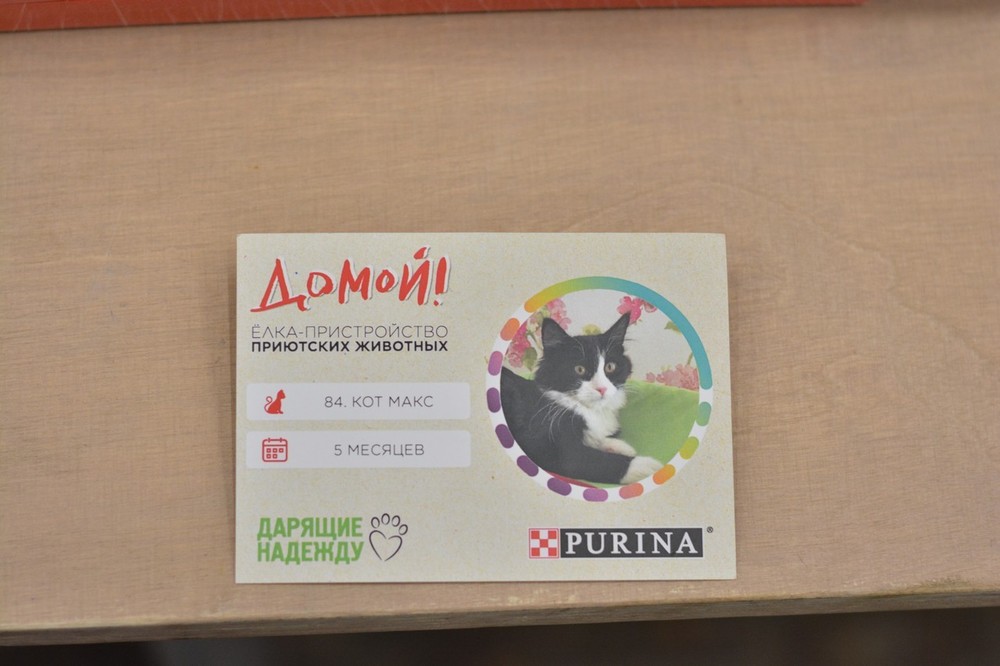 Домой!
ЁЛКА-ПРИСТРОЙСТВО
ПРИЮТСКИХ ЖИВОТНЫХ
84. КОТ МАКС
5 МЕСЯЦЕВ
ДАРЯЩИЕ
НАДЕЖДУ
PURINA®